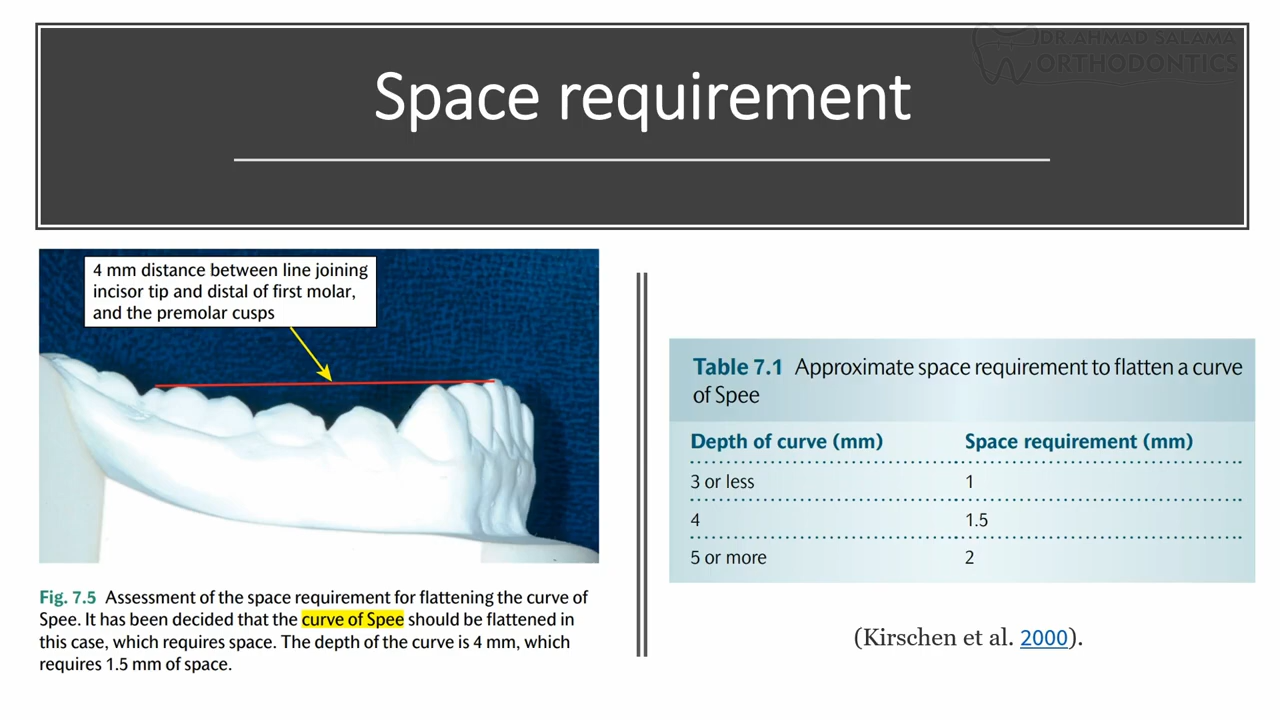 DR.AHMAD SALAMA
ORTHODONTICS
Space requirement
4 mm distance between line joining
incisor tip and distal of first molar,
and the premolar cusps
Fig. 7.5 Assessment of the space requirement for flattening the curve of
Spee. It has been decided that the curve of Spee should be flattened in
this case, which requires space. The depth of the curve is 4 mm, which
requires 1.5 mm of space.
Table 7.1 Approximate space requirement to flatten a curve
of Spee
Depth of curve (mm) Space requirement (mm)
3 or less 1
4 1.5
5 or more 2
(Kirschen et al. 2000).